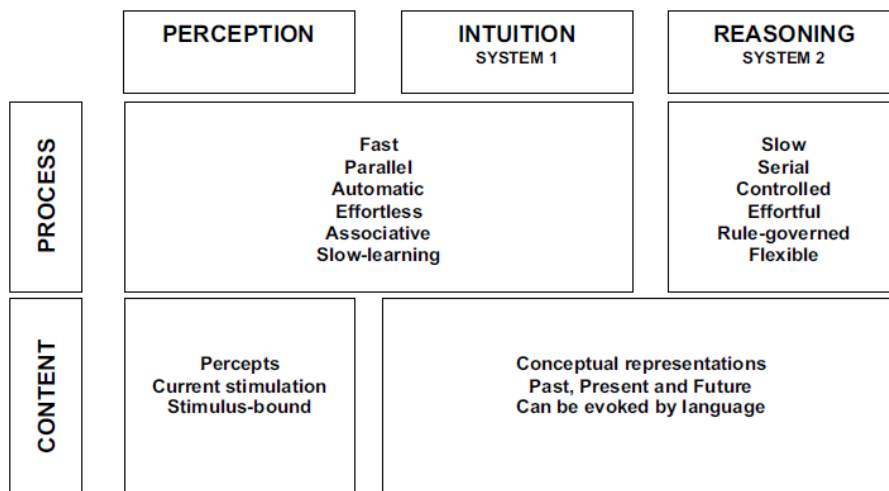 PERCEPTION
INTUITION
SYSTEM 1
REASONING
SYSTEM 2
PROCESS
Fast
Parallel
Automatic
Effortless
Associative
Slow-learning
Slow
Serial
Controlled
Effortful
Rule-governed
Flexible
CONTENT
Percepts
Current stimulation
Stimulus-bound
Conceptual representations
Past, Present and Future
Can be evoked by language